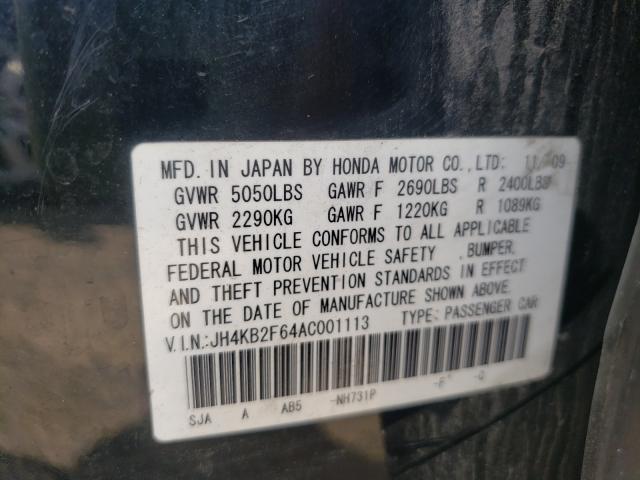 MFD. IN JAPAN BY HONDA MOTOR CO., LTD: 11/09
GVWR 5050LBS GAWR F 2690LBS R 2400LBS
GVWR 2290KG GAWR F 1220KG R 1089KG
THIS VEHICLE CONFORMS TO ALL APPLICABLE
FEDERAL MOTOR VEHICLE SAFETY ,BUMPER,
AND THEFT PREVENTION STANDARDS IN EFFECT
ON THE DATE OF MANUFACTURE SHOWN ABOVE.
V.I.N.:JH4KB2F64AC001113 TYPE: PASSENGER CAR
SJA A AB5 -NH731P -F -Q